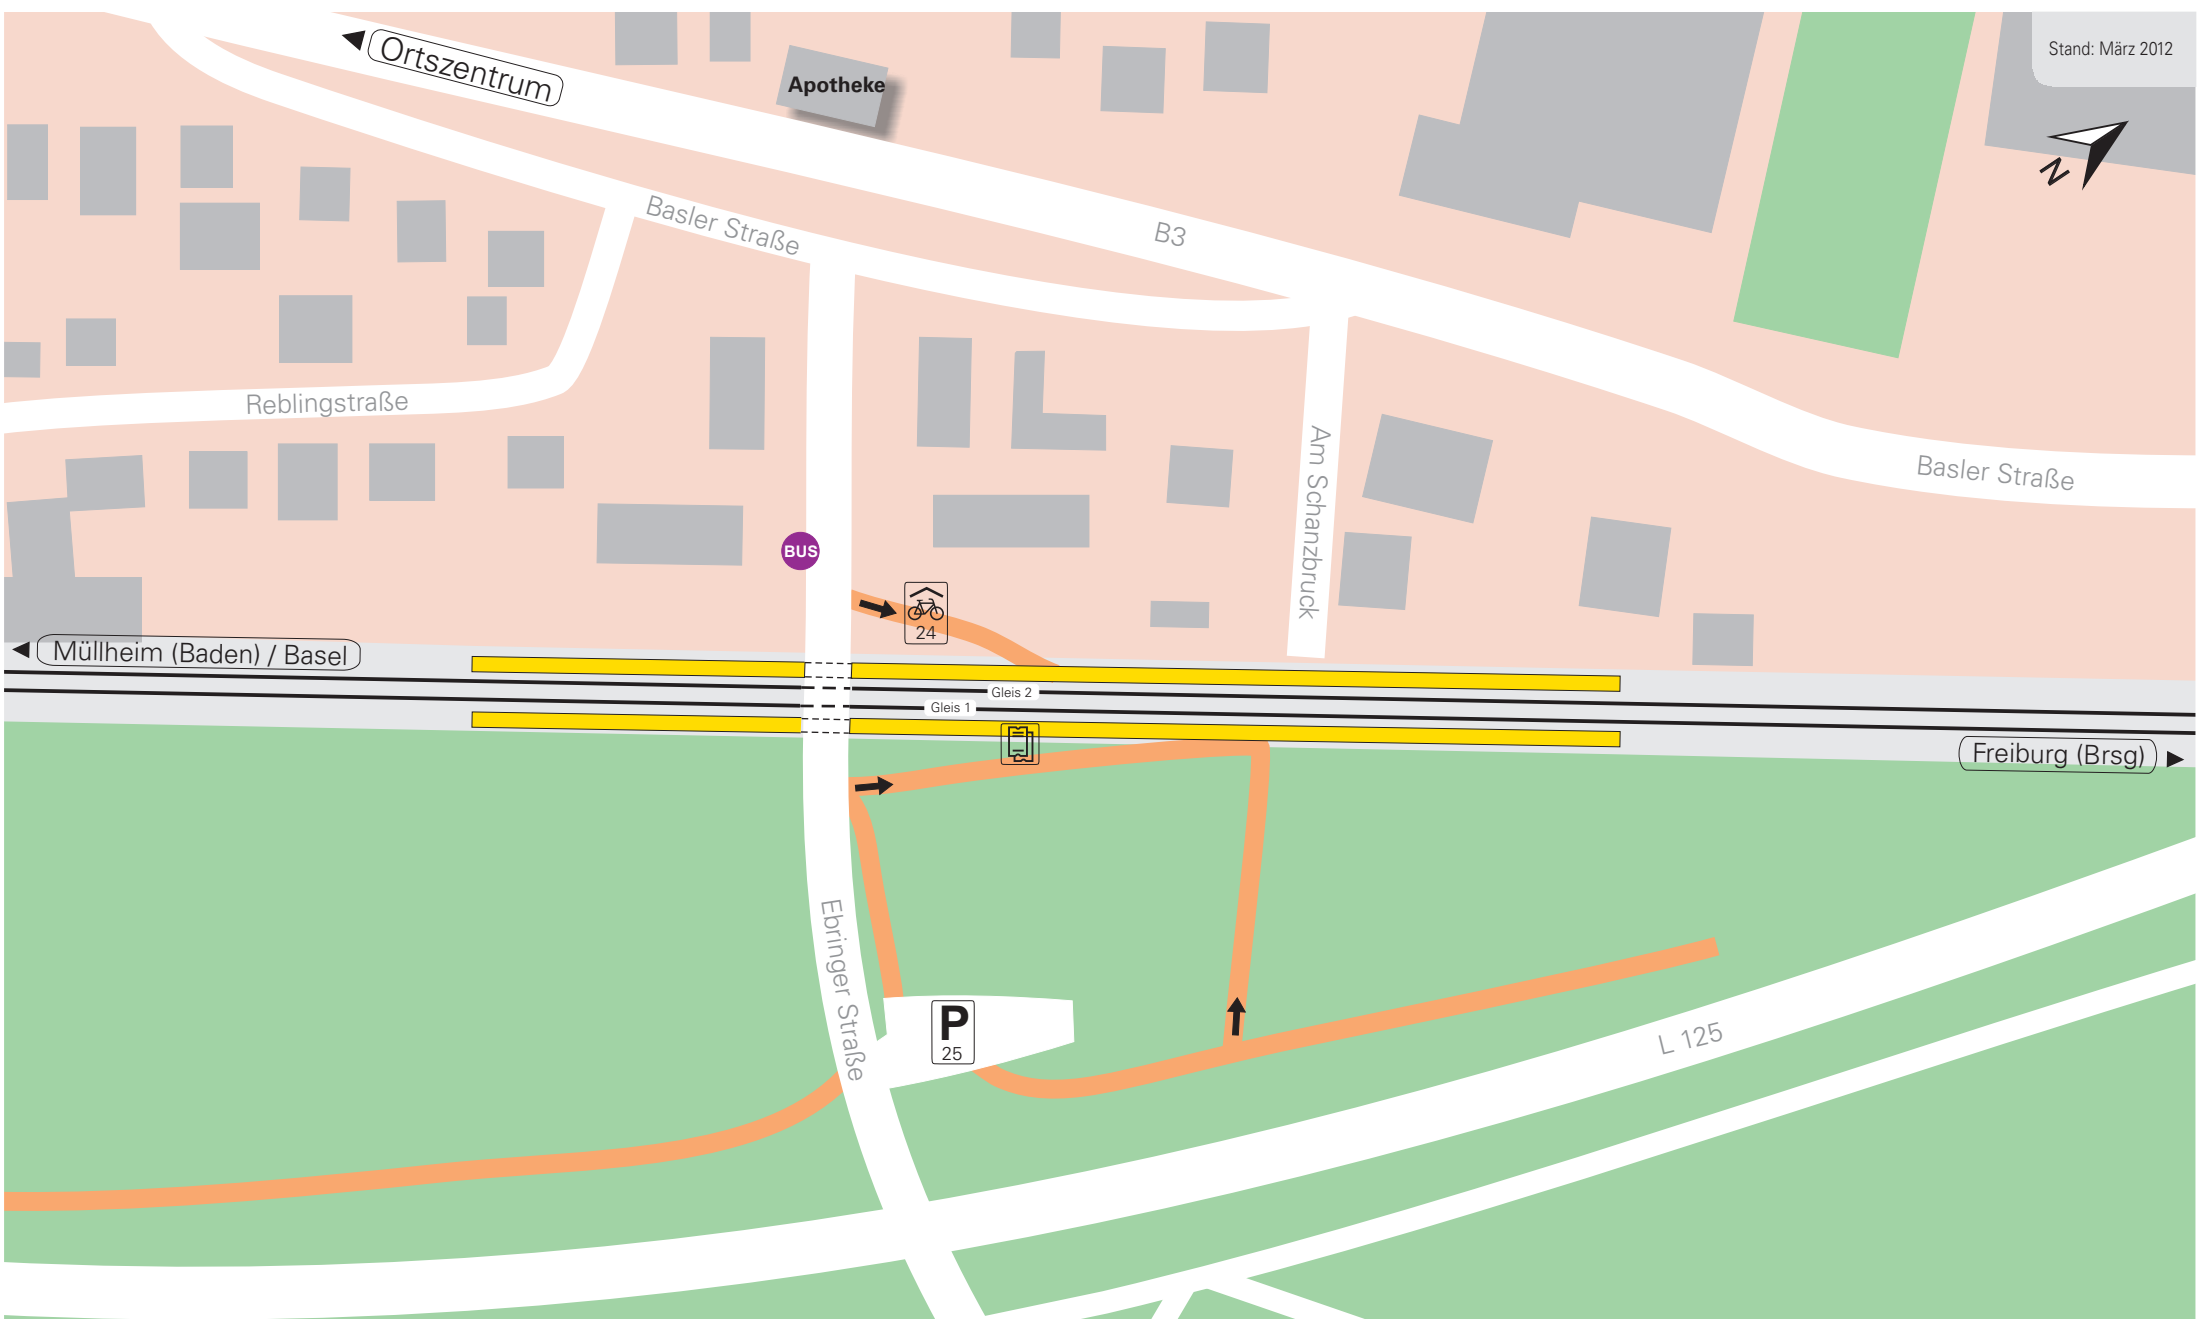 Ortszentrum
Stand: März 2012
Apotheke
N
Basler Straße
B3
Reblingstraße
Basler Straße
Am Schanzbruck
BUS
24
Müllheim (Baden) / Basel
Gleis 2
Gleis 1
Freiburg (Brsg)
Ebringer Straße
P
25
L 125